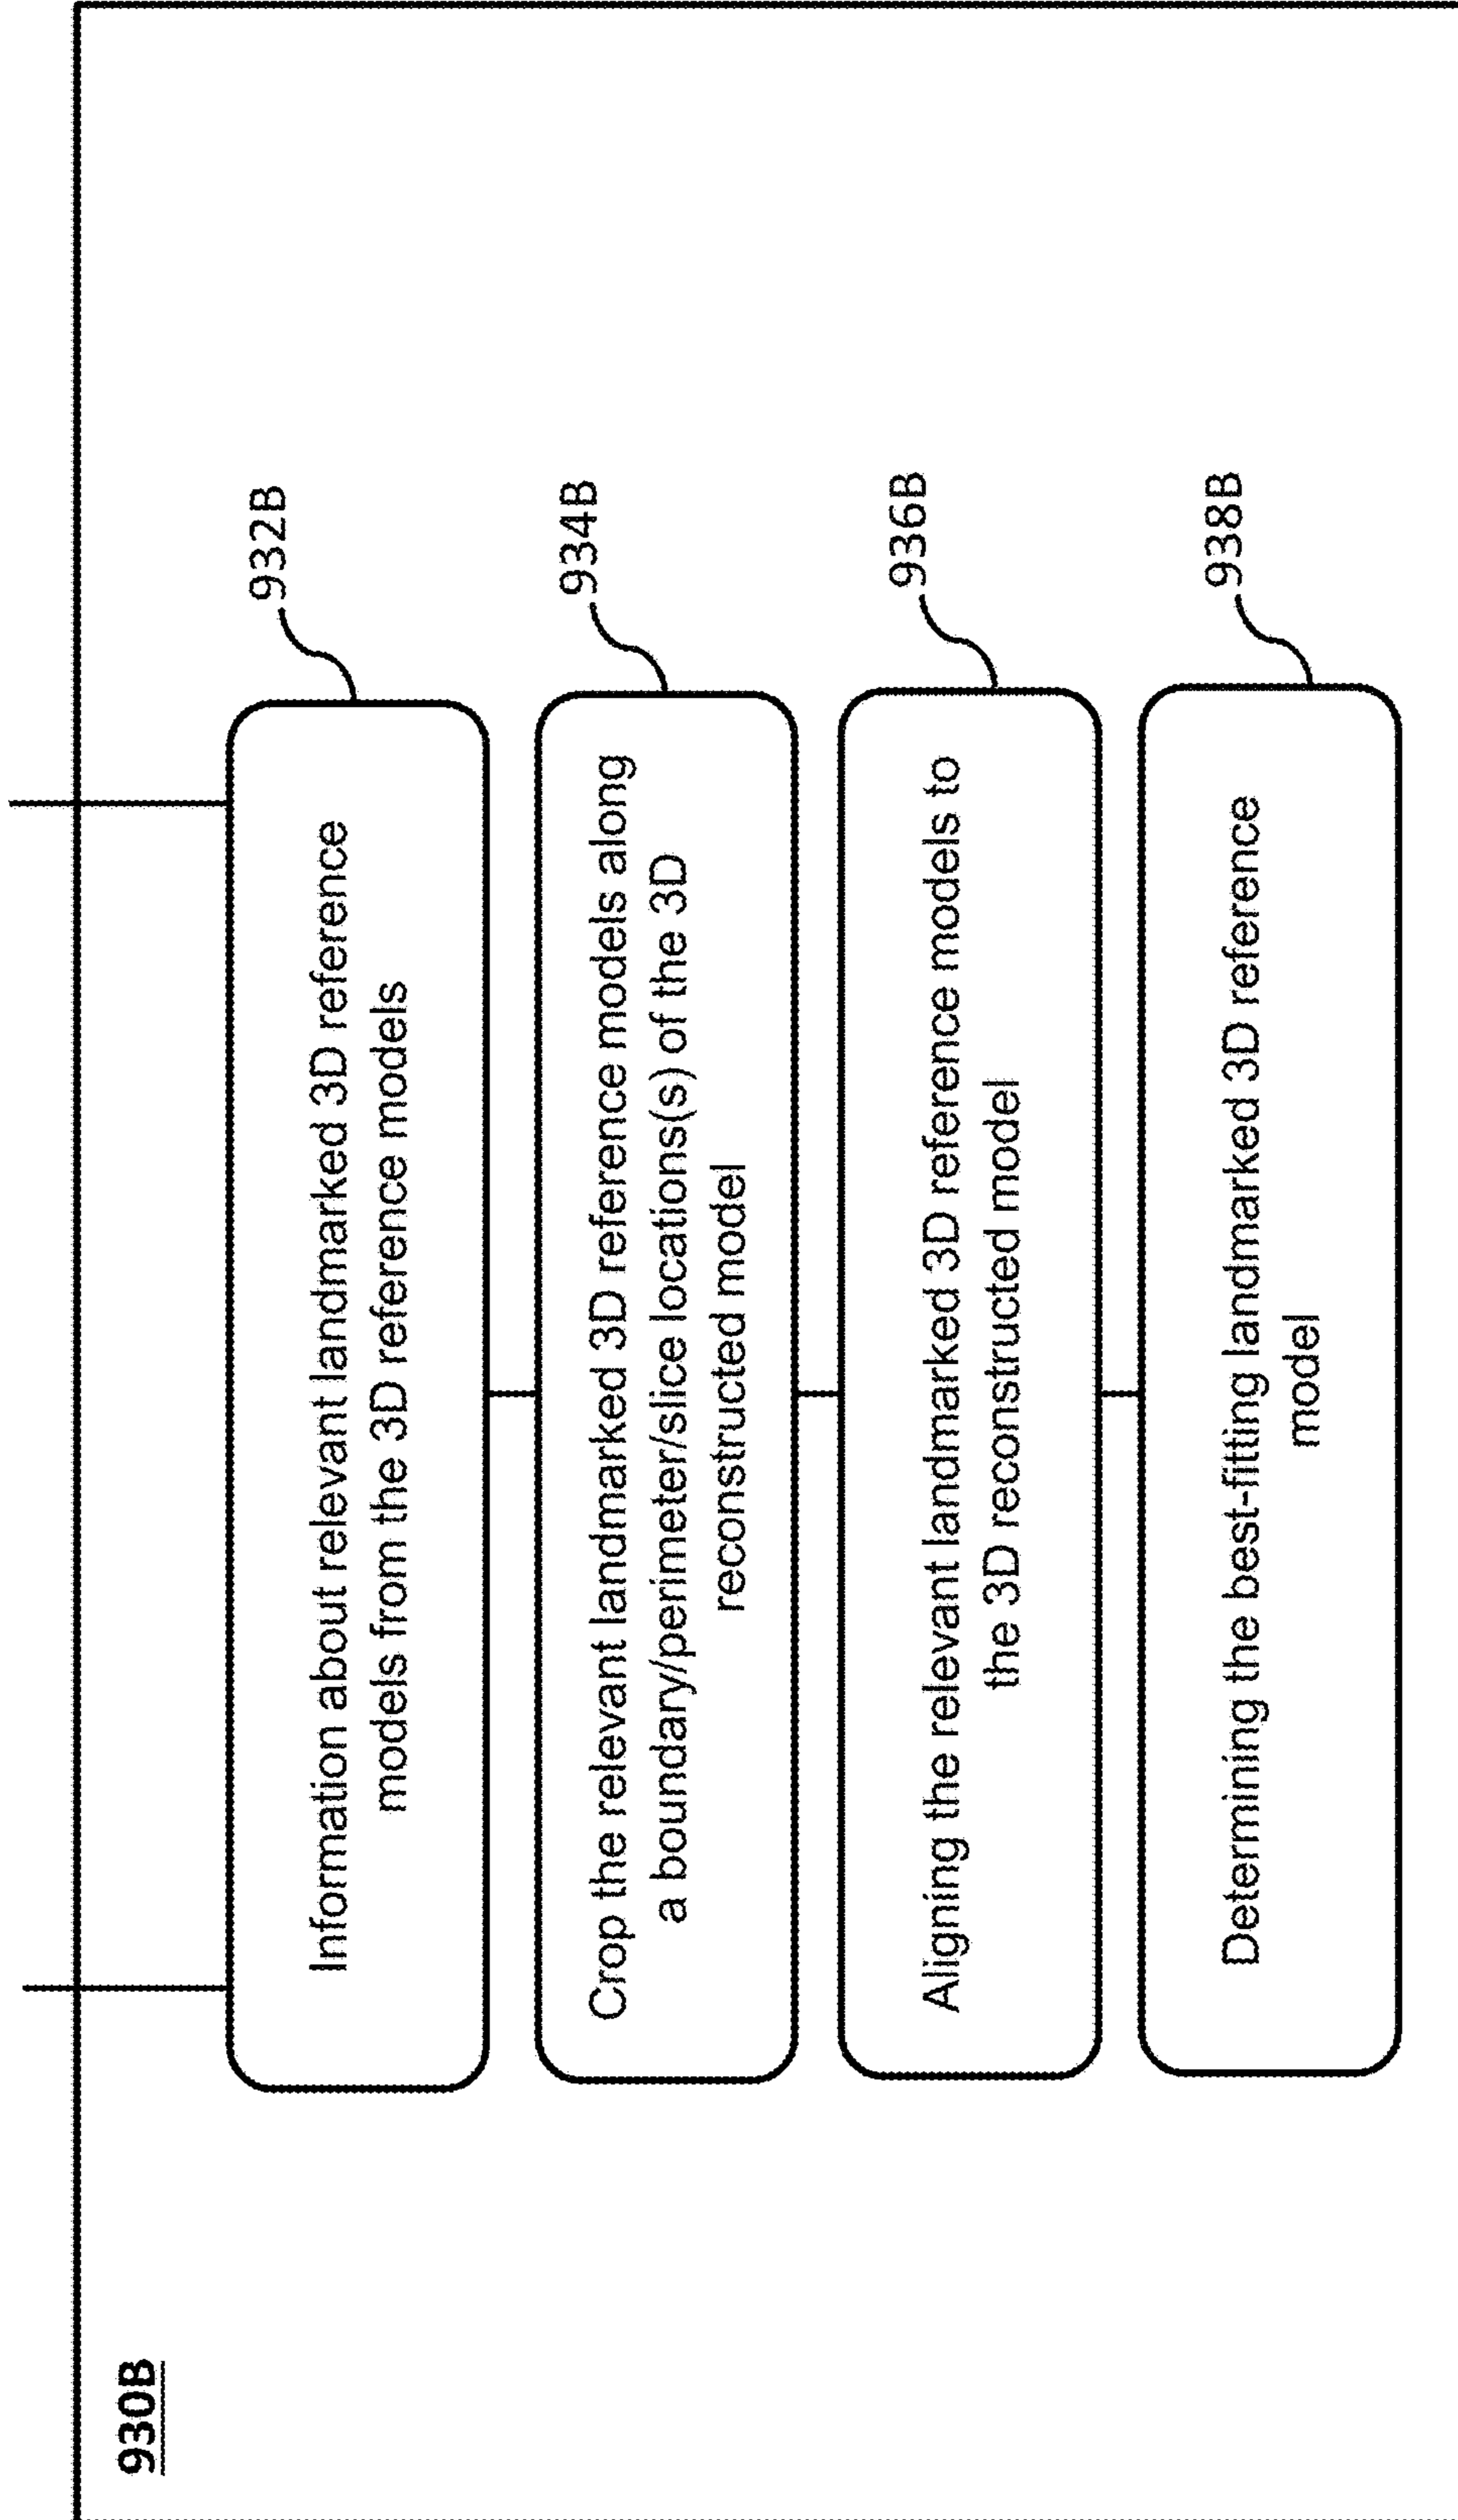 930B
Information about relevant landmarked 3D reference
models from the 3D reference models
932B
Crop the relevant landmarked 3D reference models along
a boundary/perimeter/slice locations(s) of the 3D
reconstructed model
934B
Aligning the relevant landmarked 3D reference models to
the 3D reconstructed model
936B
Determining the best-fitting landmarked 3D reference
model
938B